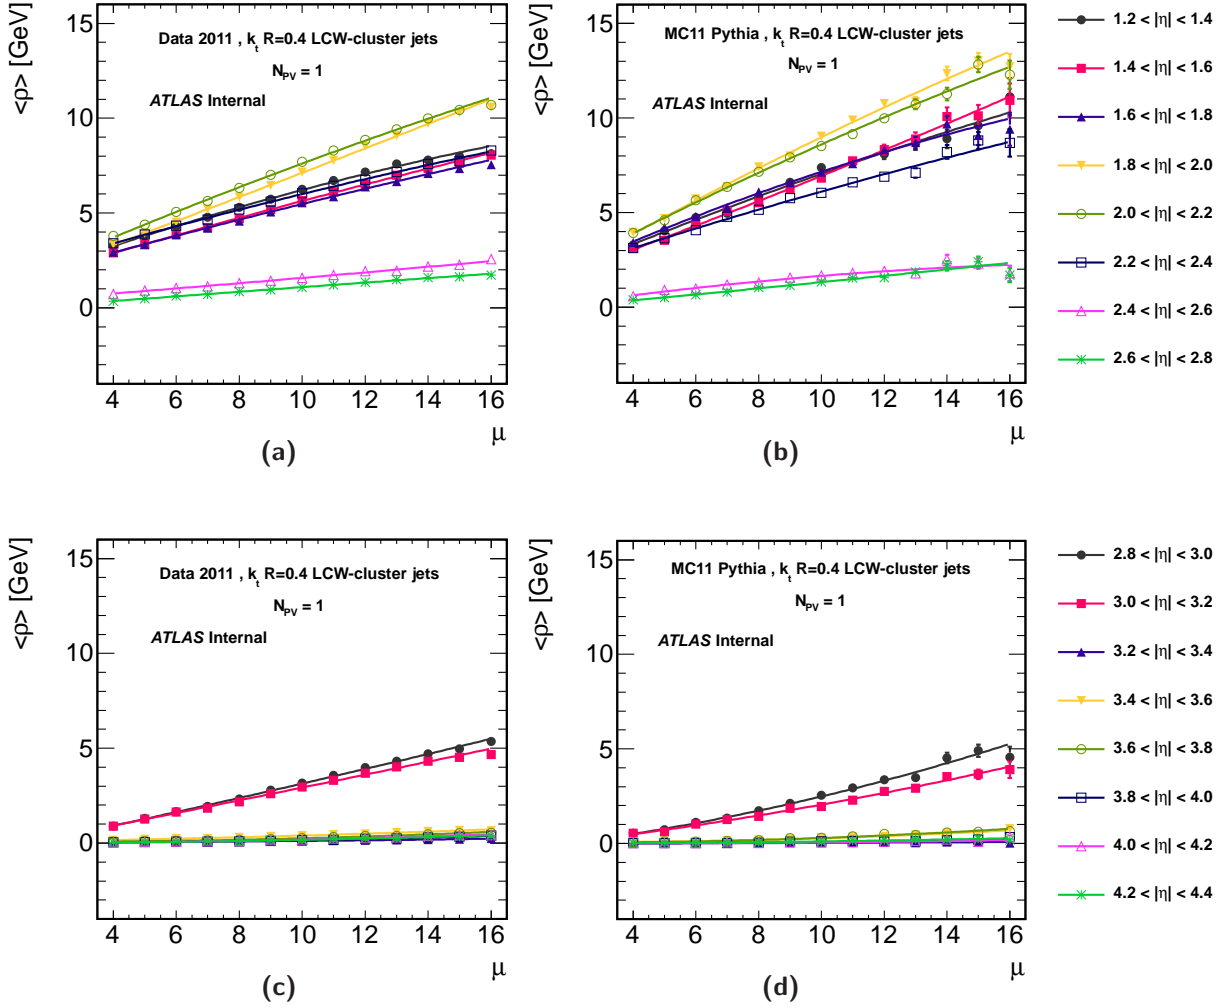 <ρ> [GeV]
15
10
5
0
Data 2011 , kt R=0.4 LCW-cluster jets
NPV = 1
ATLAS Internal
4 6 8 10 12 14 16
μ
(a)
<ρ> [GeV]
15
10
5
0
MC11 Pythia , kt R=0.4 LCW-cluster jets
NPV = 1
ATLAS Internal
4 6 8 10 12 14 16
μ
(b)
1.2 < |η| < 1.4
1.4 < |η| < 1.6
1.6 < |η| < 1.8
1.8 < |η| < 2.0
2.0 < |η| < 2.2
2.2 < |η| < 2.4
2.4 < |η| < 2.6
2.6 < |η| < 2.8
<ρ> [GeV]
15
10
5
0
Data 2011 , kt R=0.4 LCW-cluster jets
NPV = 1
ATLAS Internal
4 6 8 10 12 14 16
μ
(c)
<ρ> [GeV]
15
10
5
0
MC11 Pythia , kt R=0.4 LCW-cluster jets
NPV = 1
ATLAS Internal
4 6 8 10 12 14 16
μ
(d)
2.8 < |η| < 3.0
3.0 < |η| < 3.2
3.2 < |η| < 3.4
3.4 < |η| < 3.6
3.6 < |η| < 3.8
3.8 < |η| < 4.0
4.0 < |η| < 4.2
4.2 < |η| < 4.4